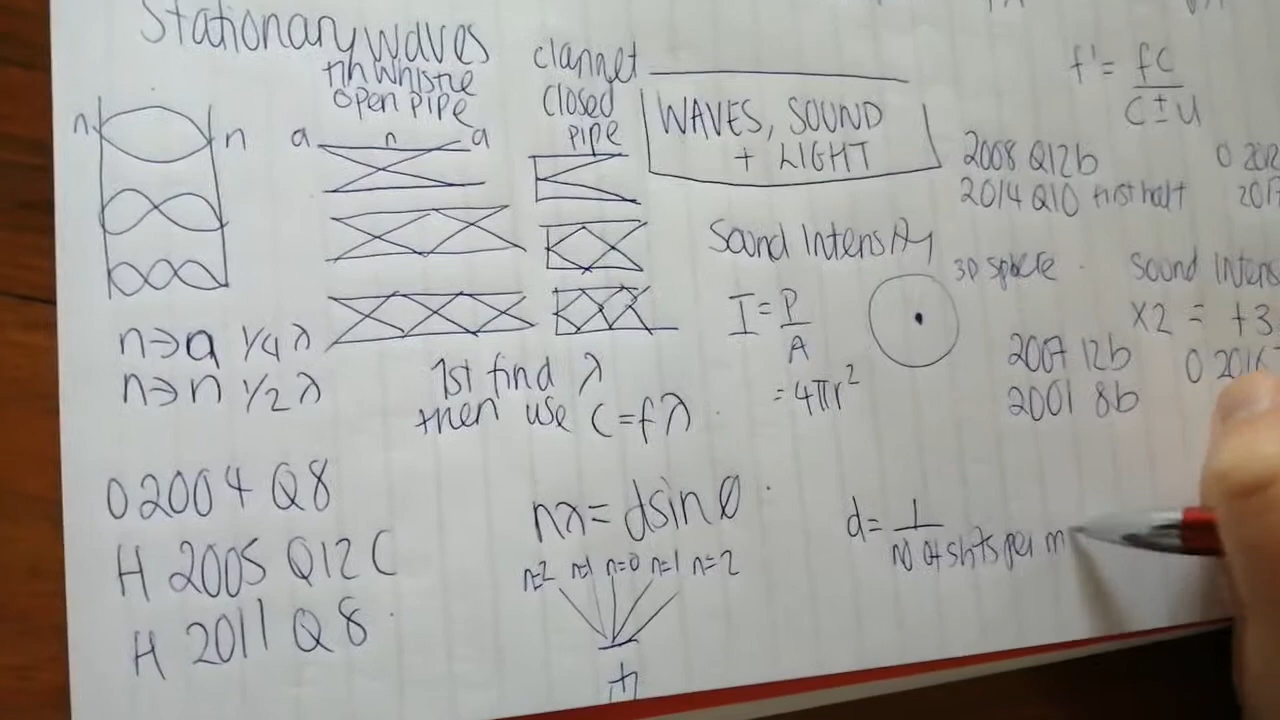 Stationary waves
tin whistle
open pipe
clarinet
closed
pipe
n n
a n a
n→a 1/4 λ
n→n 1/2 λ
1st find λ
then use C=fλ
O 2004 Q8
H 2005 Q12 C
H 2011 Q8
WAVES, SOUND
+ LIGHT
Sound Intensity
3D sphere
I = P
A
= 4πr²
nλ = dsinθ
n=2 n=1 n=0 n=1 n=2
d = 1
No of slits per m
f' = fc
c ± u
2008 Q12b
2014 Q10 first half
O 2012
Sound Intens
X2 = +3
2007 12b
2001 8b
O 2016